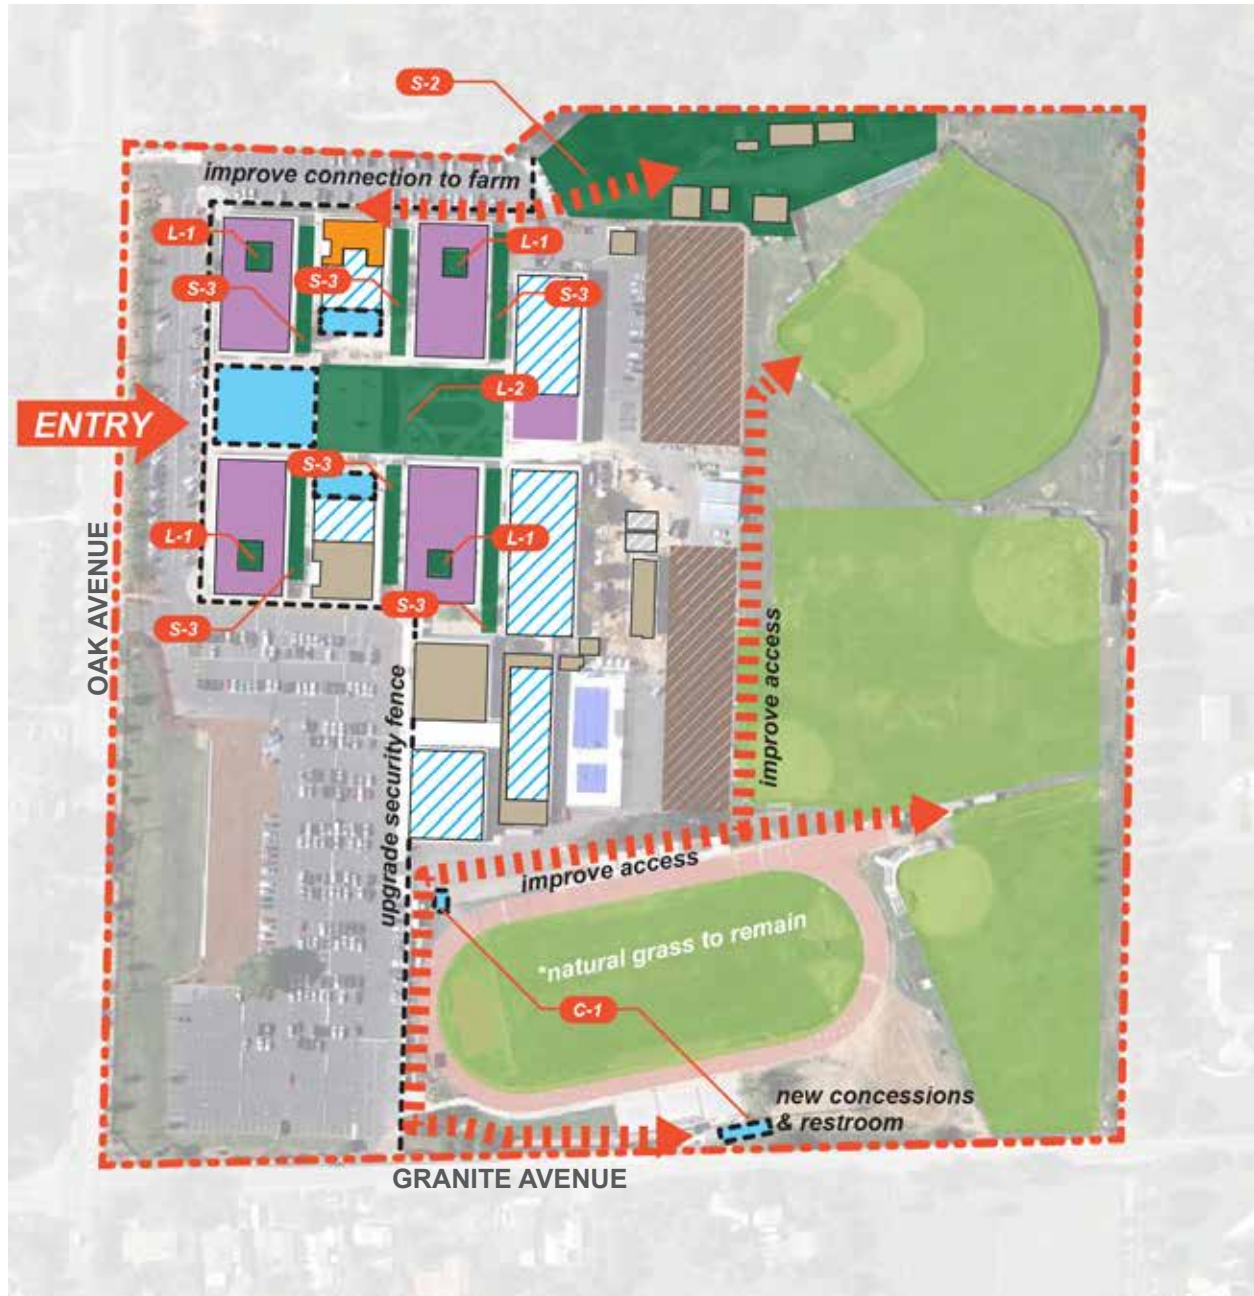 S-2
improve connection to farm
L-1
L-1
S-3
S-3
S-3
L-2
ENTRY
S-3
L-1
L-1
S-3
S-3
OAK AVENUE
upgrade security fence
improve access
improve access
*natural grass to remain
C-1
new concessions
& restroom
GRANITE AVENUE